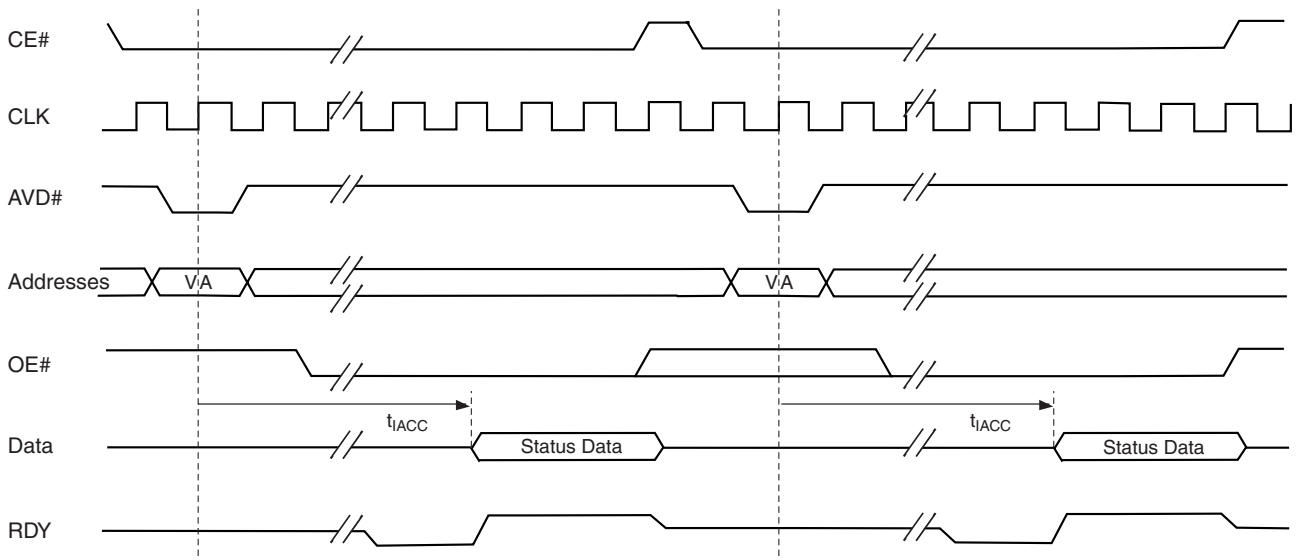 CE#
CLK
AVD#
Addresses
VA
VA
OE#
tIACC
tIACC
Data
Status Data
Status Data
RDY